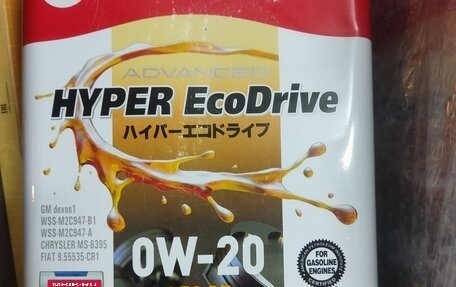 ADVANCED
HYPER EcoDrive
ハイパーエコドライブ
GM dexos1
WSS-M2C947-B1
WSS-M2C947-A
CHRYSLER MS-6395
FIAT 9.55535-CR1
0W-20
FOR
GASOLINE
ENGINES